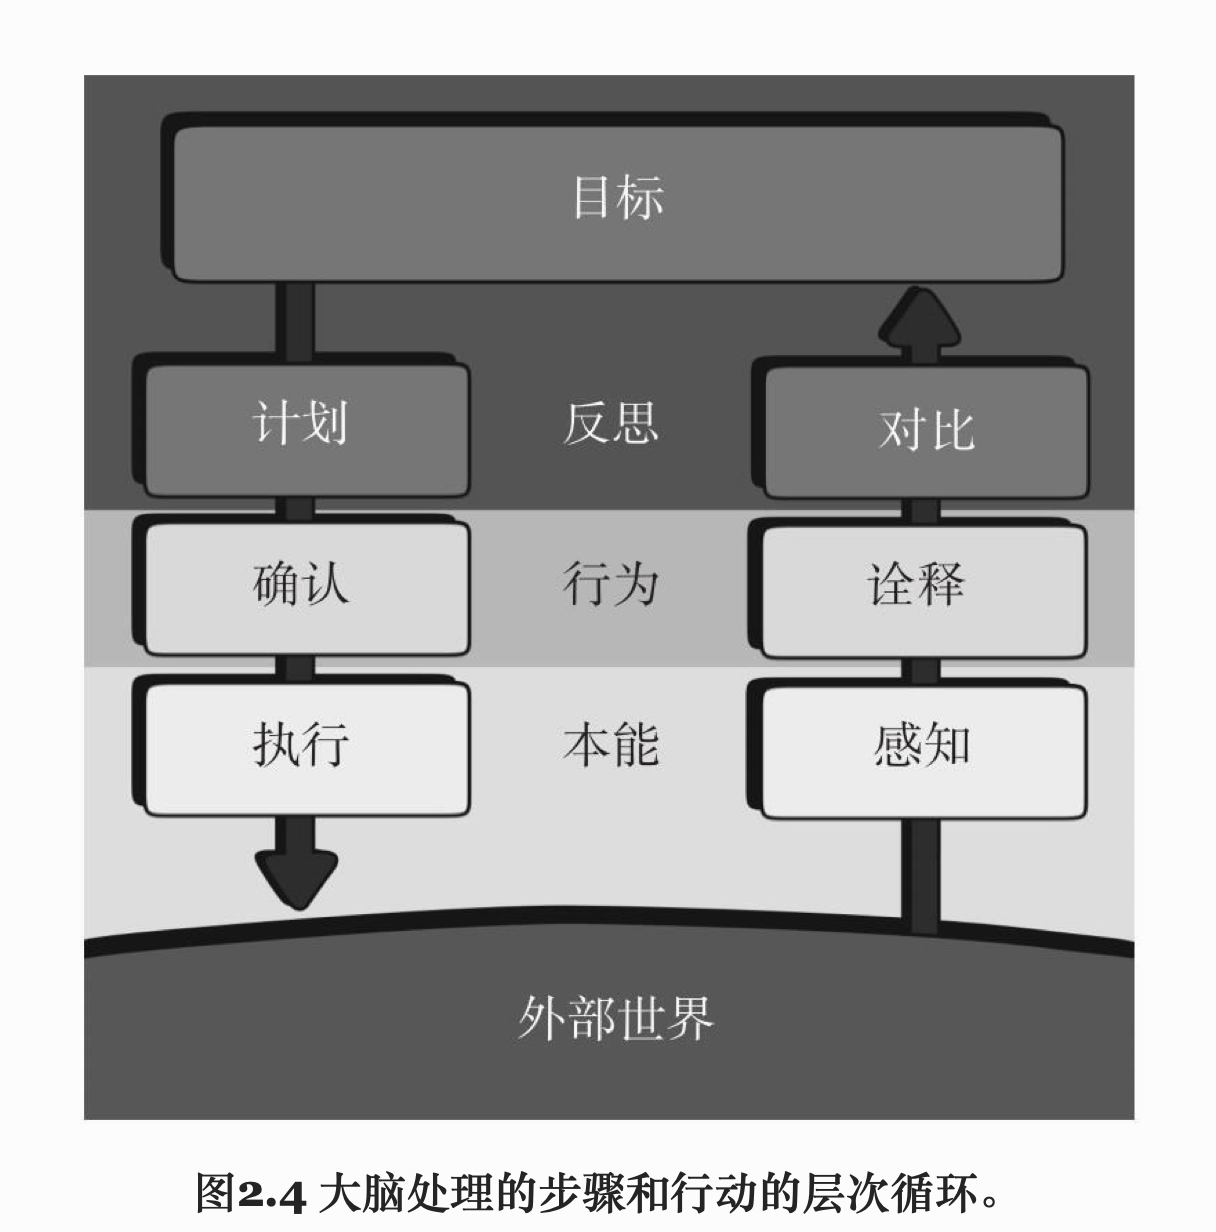 目标
计划 反思 对比
确认 行为 诠释
执行 本能 感知
外部世界
图2.4 大脑处理的步骤和行动的层次循环。